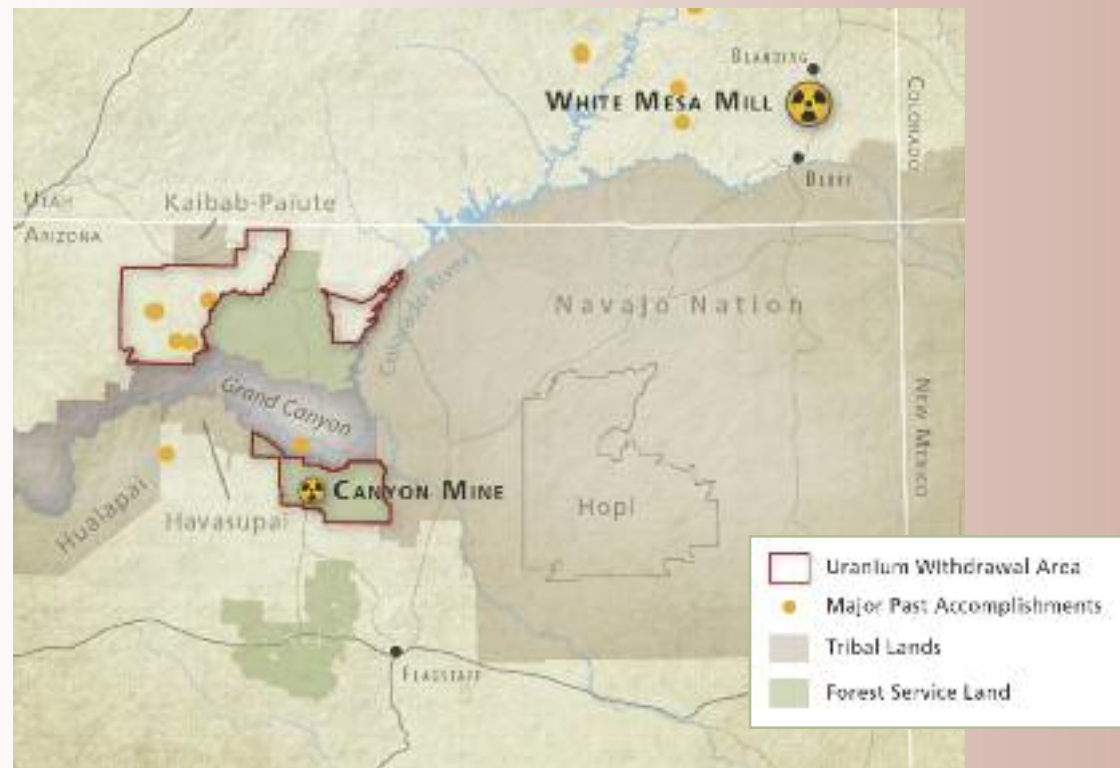 Blanding
White Mesa Mill
Colorado
Bluff
Utah
Kaibab-Paiute
Arizona
Colorado River
Navajo Nation
Grand Canyon
New Mexico
Canyon Mine
Hualapai
Havasupai
Hopi
Uranium Withdrawal Area
Major Past Accomplishments
Tribal Lands
Forest Service Land
Flagstaff